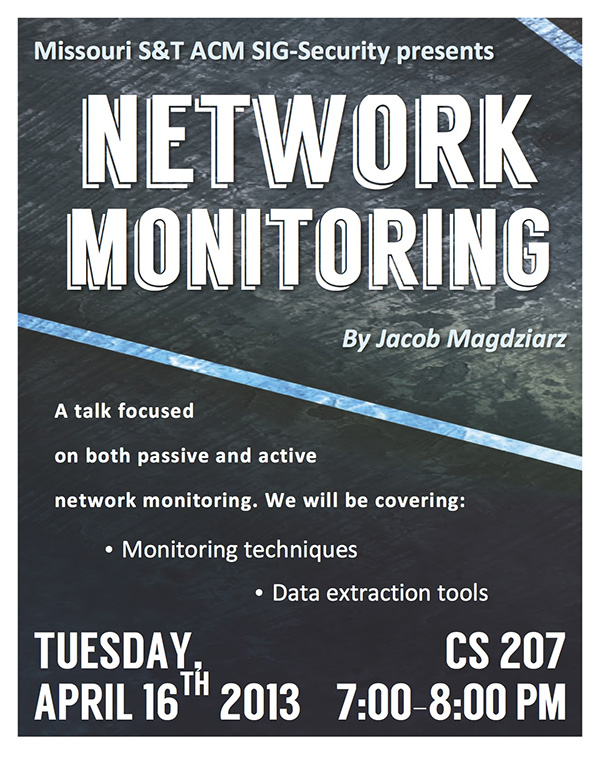 Missouri S&T ACM SIG-Security presents
NETWORK
MONITORING
By Jacob Magdziarz
A talk focused
on both passive and active
network monitoring. We will be covering:
• Monitoring techniques
• Data extraction tools
TUESDAY,
APRIL 16TH 2013
CS 207
7:00–8:00 PM